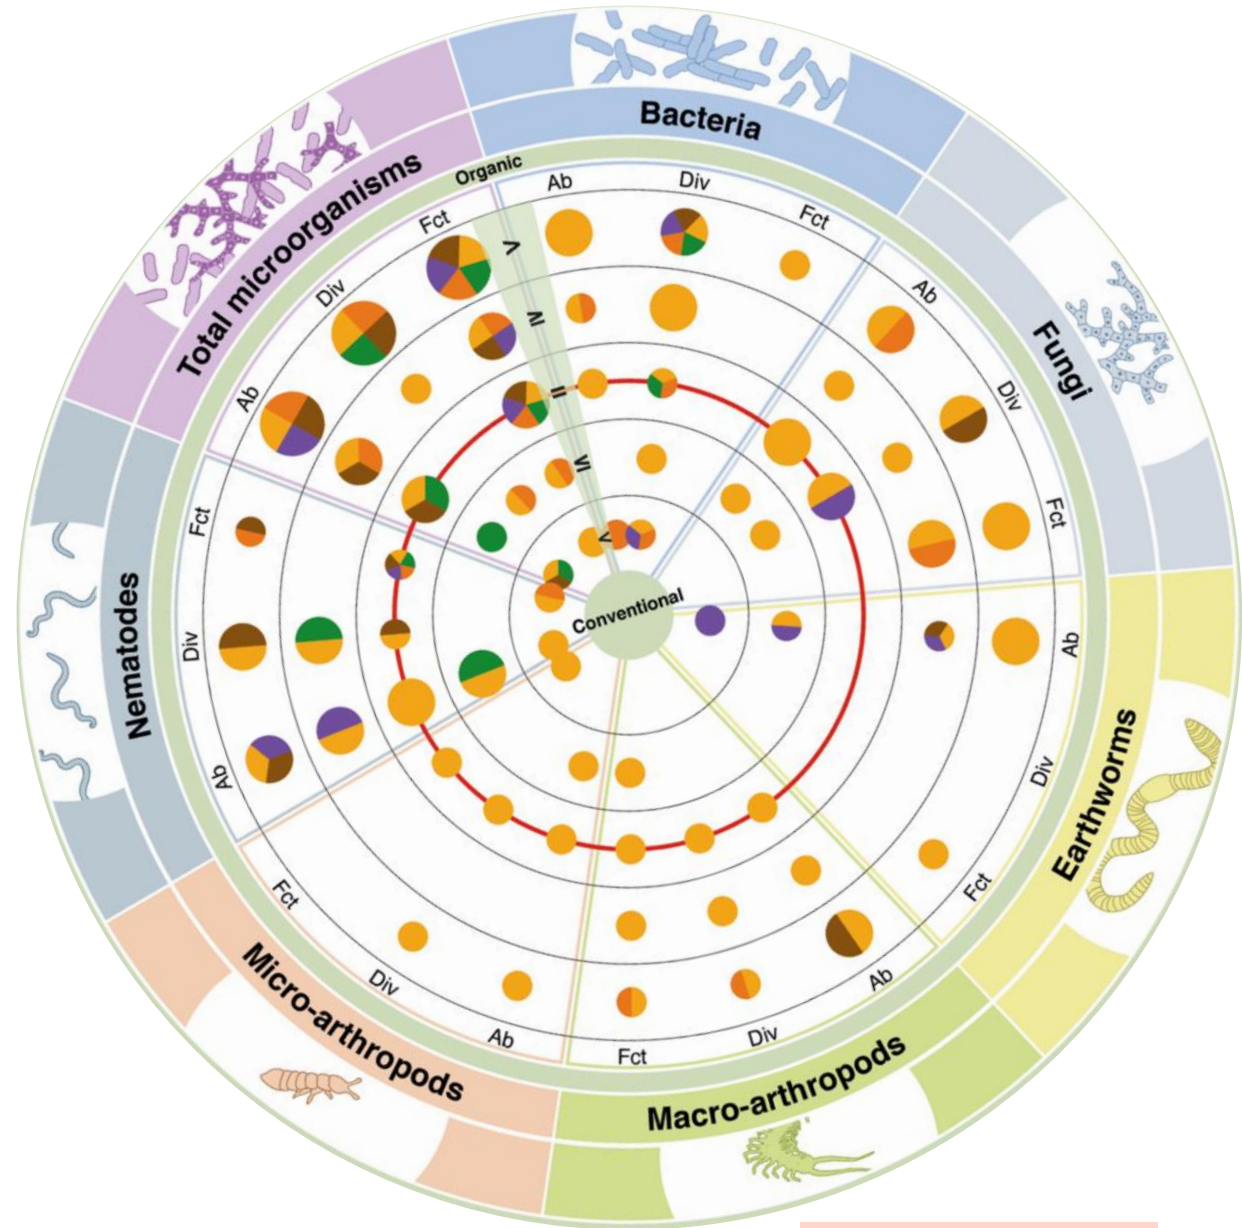 Bacteria
Organic
Ab
Div
Fct
Fungi
Ab
Div
Fct
Earthworms
Ab
Div
Fct
Macro-arthropods
Ab
Div
Fct
Micro-arthropods
Ab
Div
Fct
Nematodes
Ab
Div
Fct
Total microorganisms
Ab
Div
Fct
V
IV
II
VI
V
Conventional